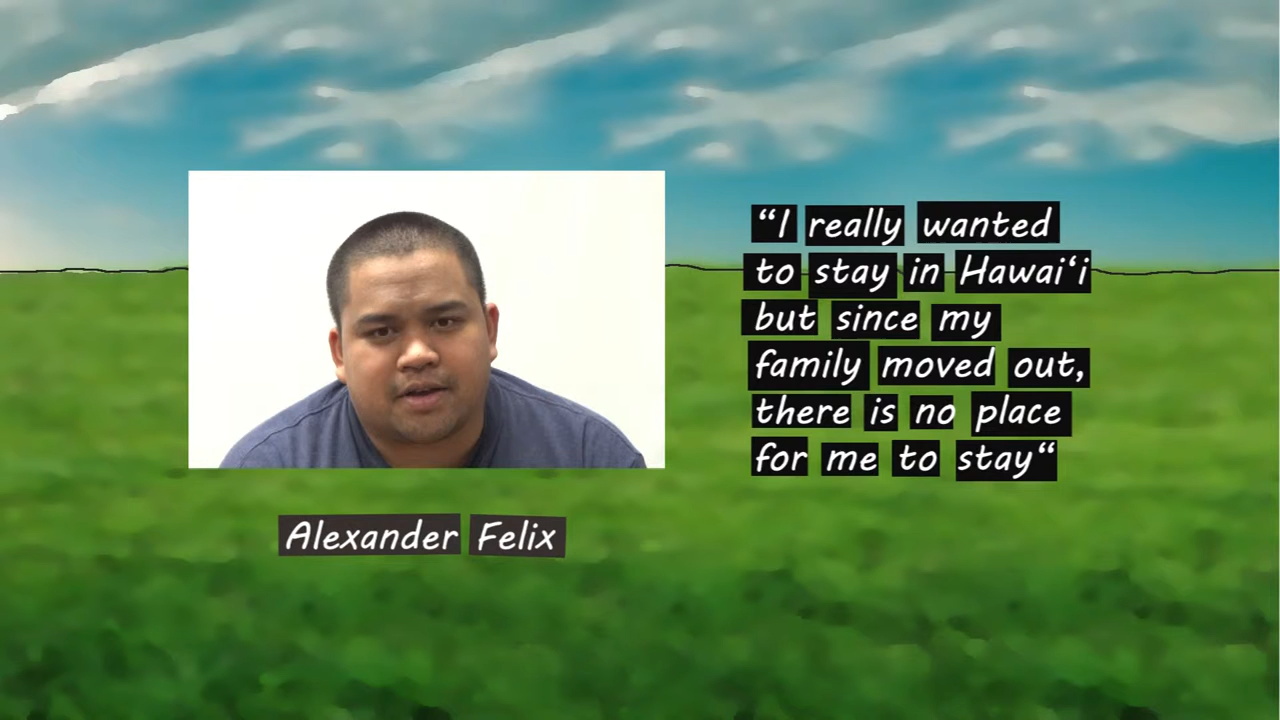 “I really wanted
to stay in Hawaiʻi
but since my
family moved out,
there is no place
for me to stay“
Alexander Felix